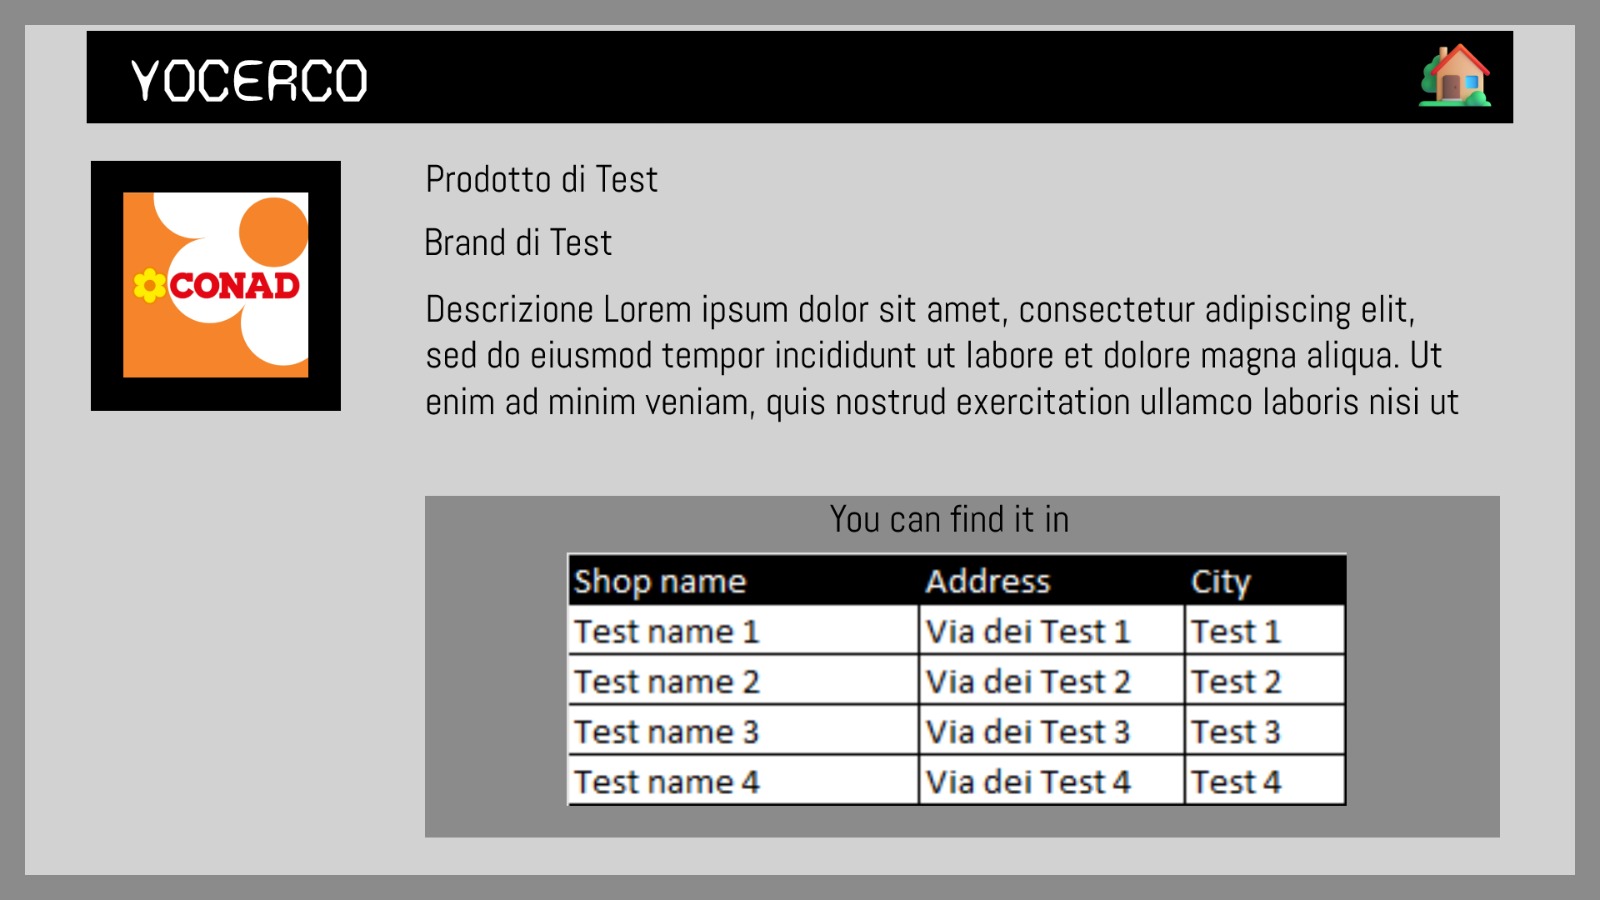 YOCERCO
CONAD
Prodotto di Test
Brand di Test
Descrizione Lorem ipsum dolor sit amet, consectetur adipiscing elit,
sed do eiusmod tempor incididunt ut labore et dolore magna aliqua. Ut
enim ad minim veniam, quis nostrud exercitation ullamco laboris nisi ut
You can find it in
Shop name Address City
Test name 1 Via dei Test 1 Test 1
Test name 2 Via dei Test 2 Test 2
Test name 3 Via dei Test 3 Test 3
Test name 4 Via dei Test 4 Test 4